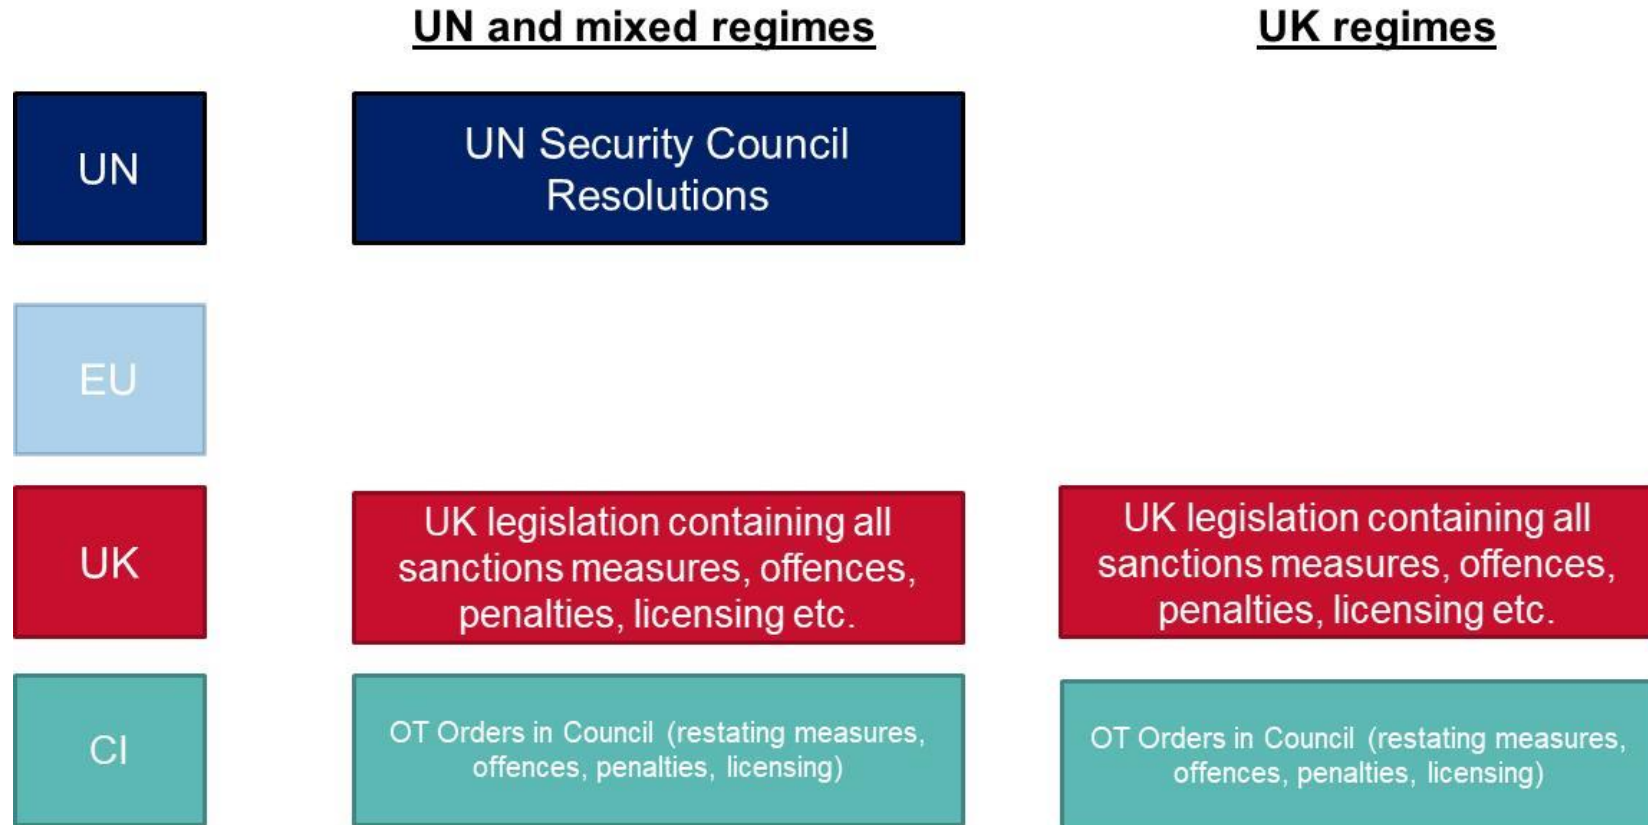 UN and mixed regimes
UK regimes
UN
UN Security Council
Resolutions
EU
UK
UK legislation containing all
sanctions measures, offences,
penalties, licensing etc.
UK legislation containing all
sanctions measures, offences,
penalties, licensing etc.
CI
OT Orders in Council (restating measures,
offences, penalties, licensing)
OT Orders in Council (restating measures,
offences, penalties, licensing)